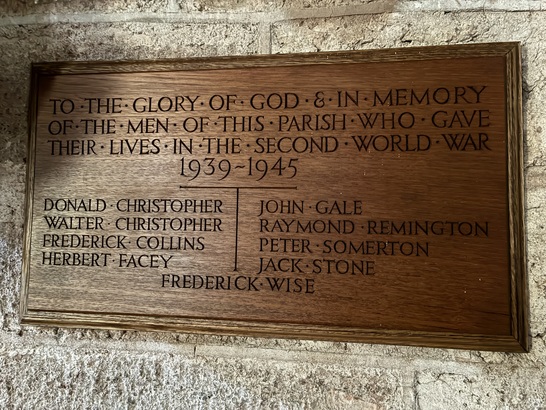 TO·THE·GLORY·OF·GOD·&·IN·MEMORY
OF·THE·MEN·OF·THIS·PARISH·WHO·GAVE
THEIR·LIVES·IN·THE·SECOND·WORLD·WAR
1939~1945
DONALD·CHRISTOPHER
WALTER·CHRISTOPHER
FREDERICK·COLLINS
HERBERT·FACEY
JOHN·GALE
RAYMOND·REMINGTON
PETER·SOMERTON
JACK·STONE
FREDERICK·WISE